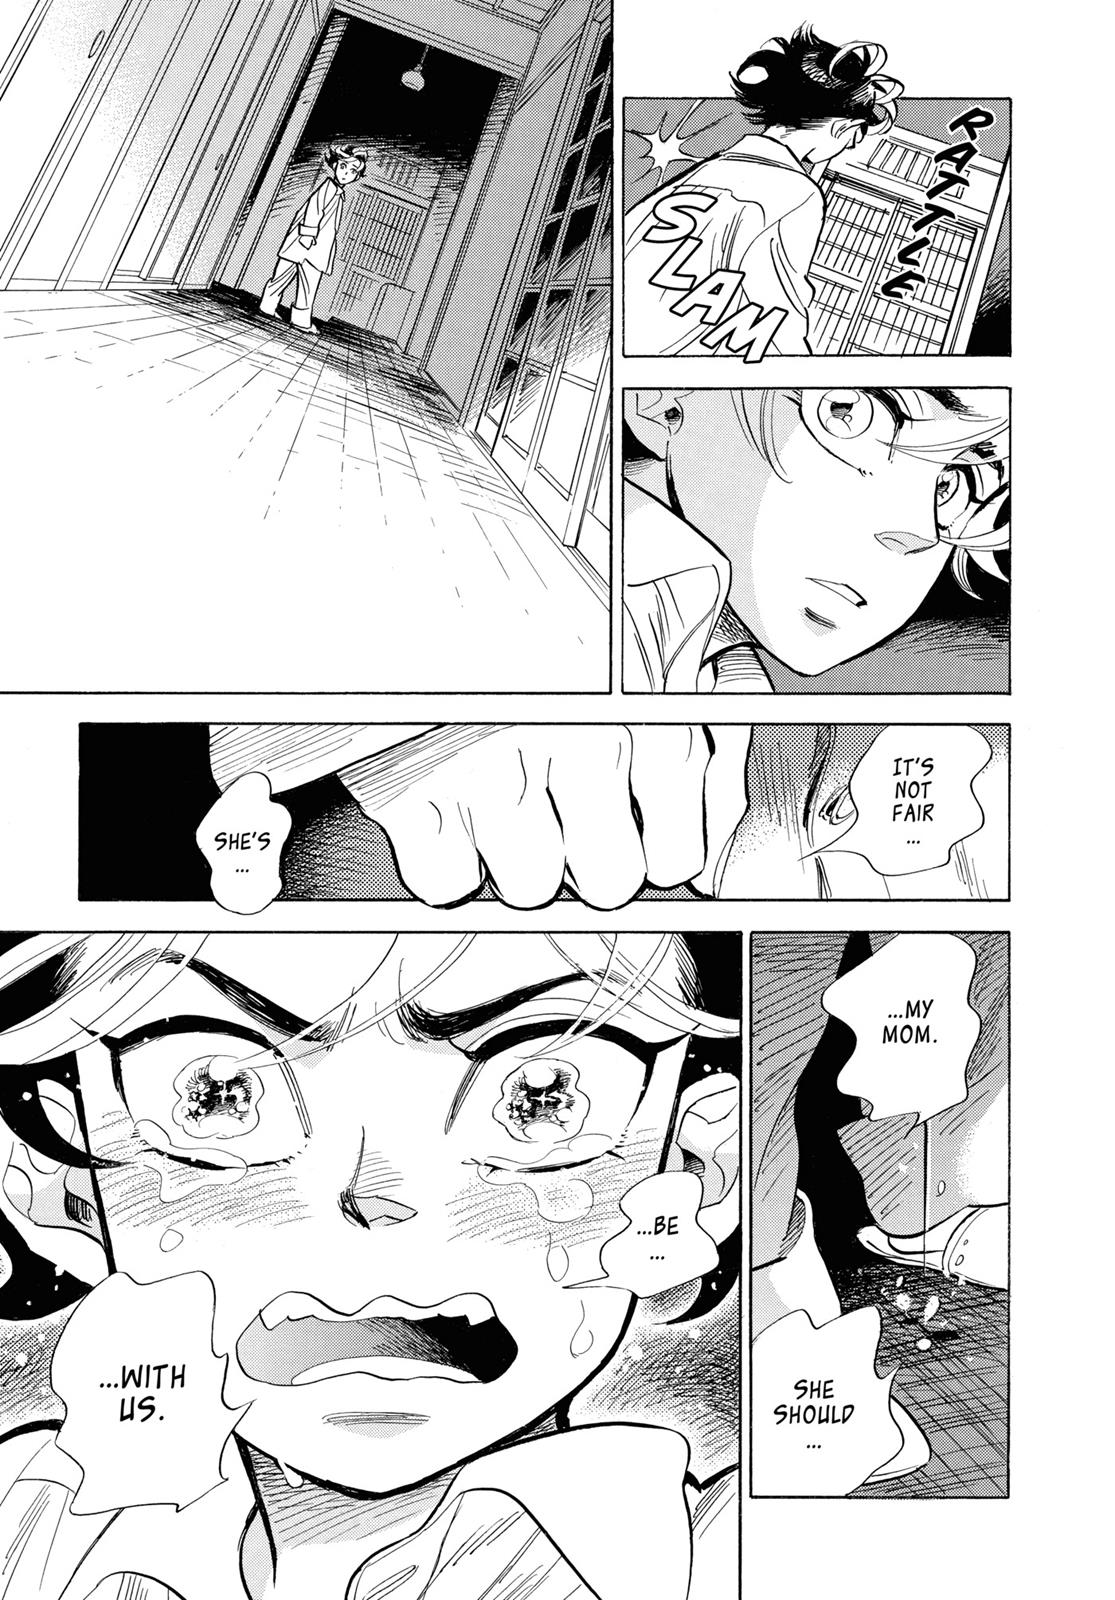 RATTLE
SLAM
IT'S
NOT
FAIR
...
SHE'S
...
...MY
MOM.
SHE
SHOULD
...
...BE
...
...WITH
US.